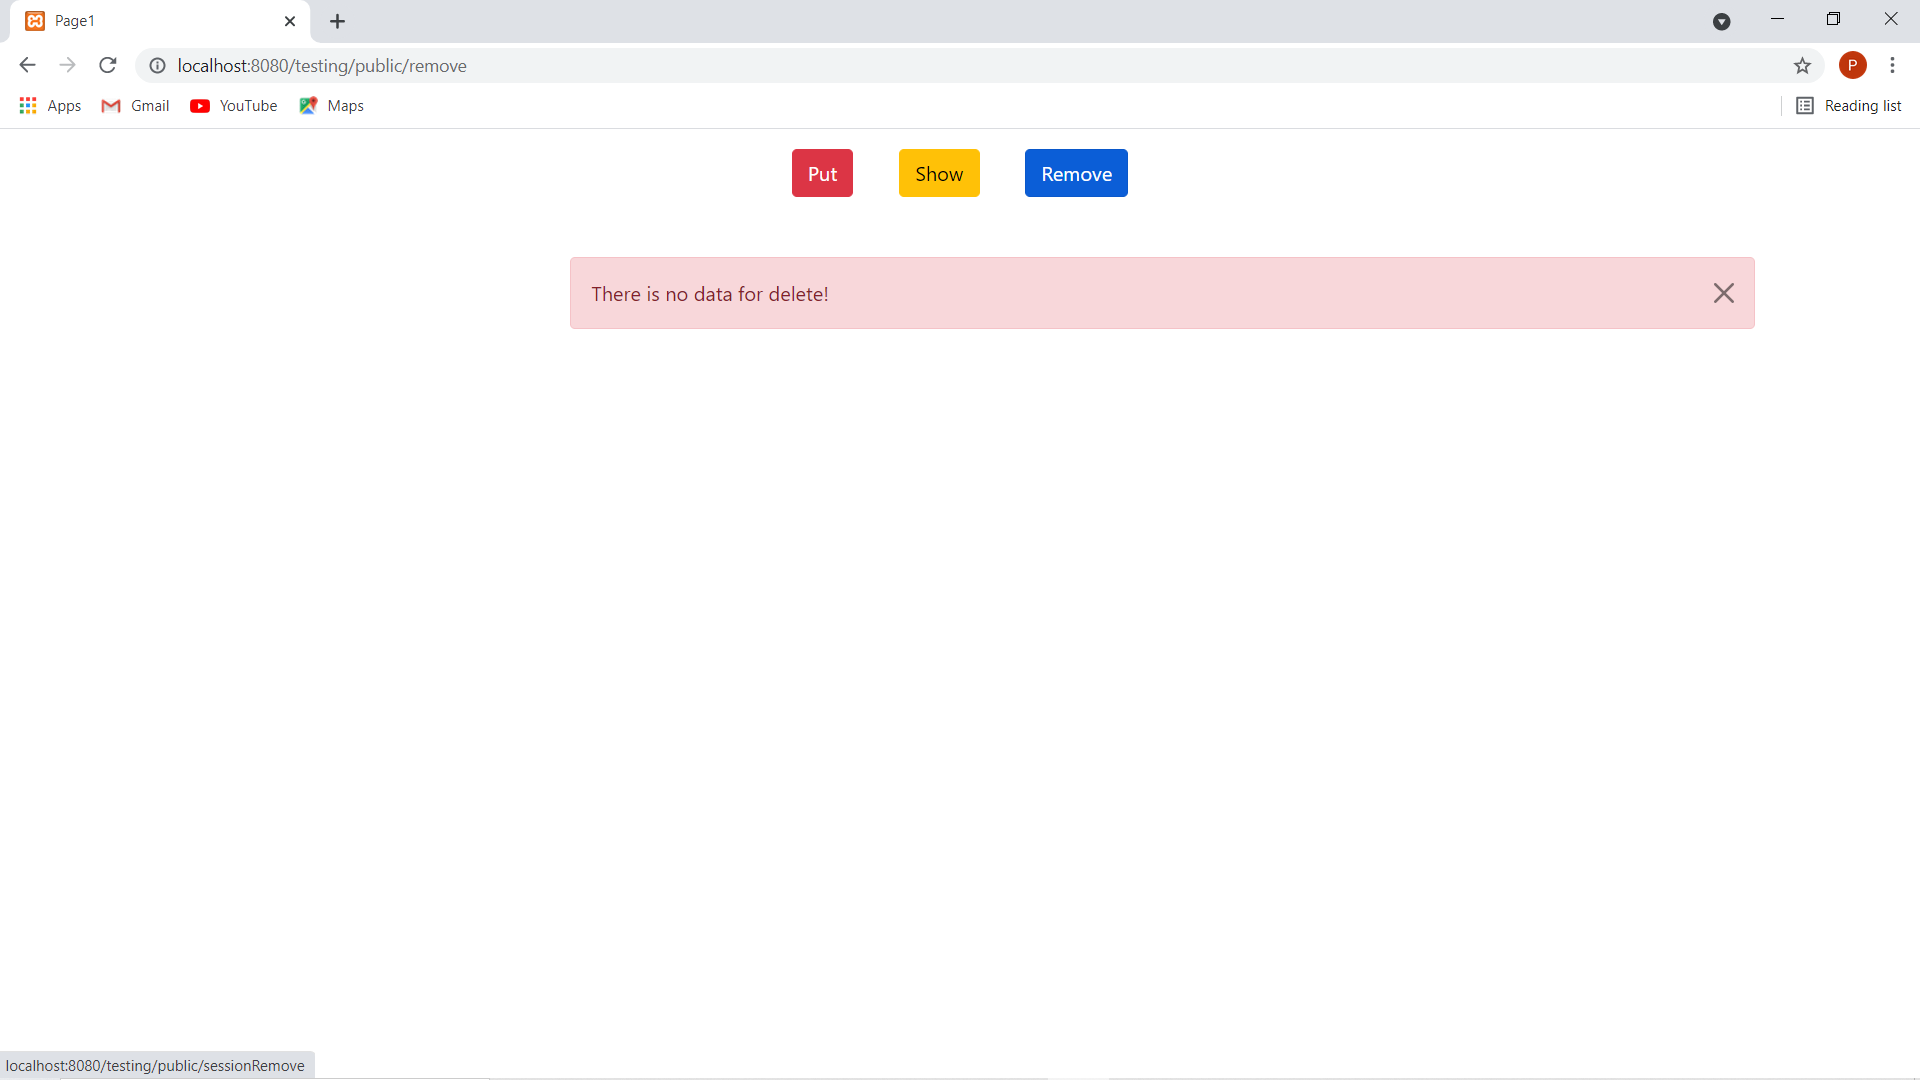 Page1
localhost:8080/testing/public/remove
P
Apps Gmail YouTube Maps Reading list
Put Show Remove
There is no data for delete!
localhost:8080/testing/public/sessionRemove